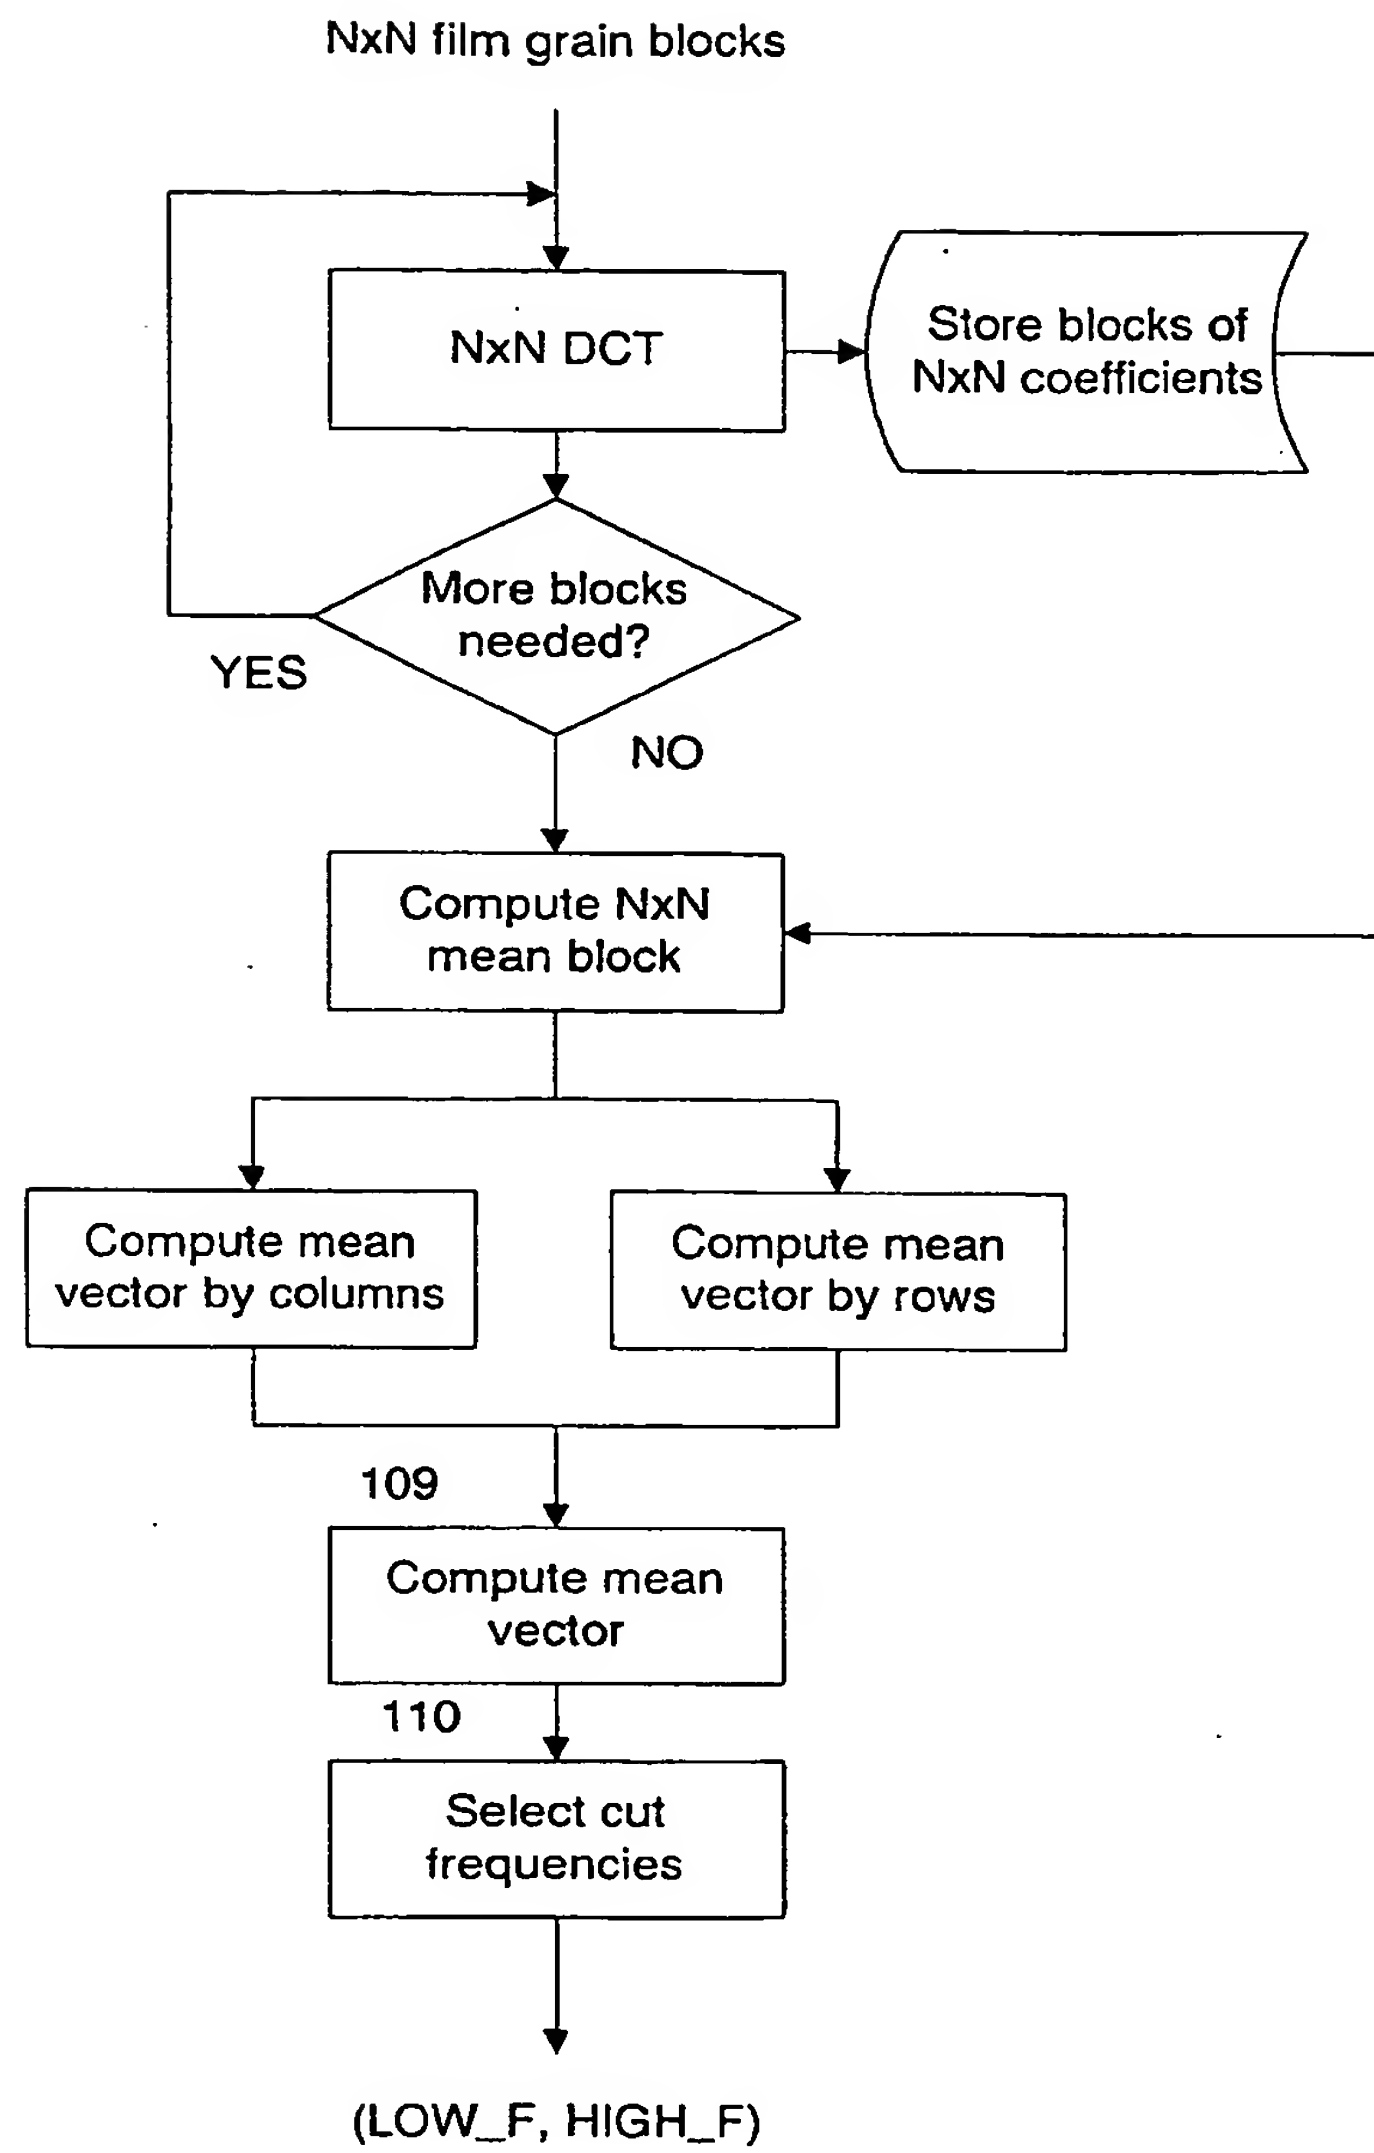 NxN film grain blocks
NxN DCT
Store blocks of
NxN coefficients
More blocks
needed?
YES
NO
Compute NxN
mean block
Compute mean
vector by columns
Compute mean
vector by rows
109
Compute mean
vector
110
Select cut
frequencies
(LOW_F, HIGH_F)